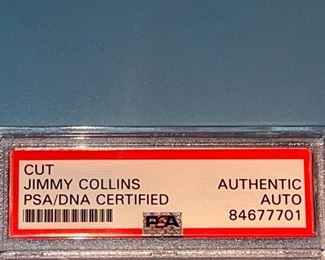 CUT
JIMMY COLLINS AUTHENTIC
PSA/DNA CERTIFIED AUTO
PSA 84677701